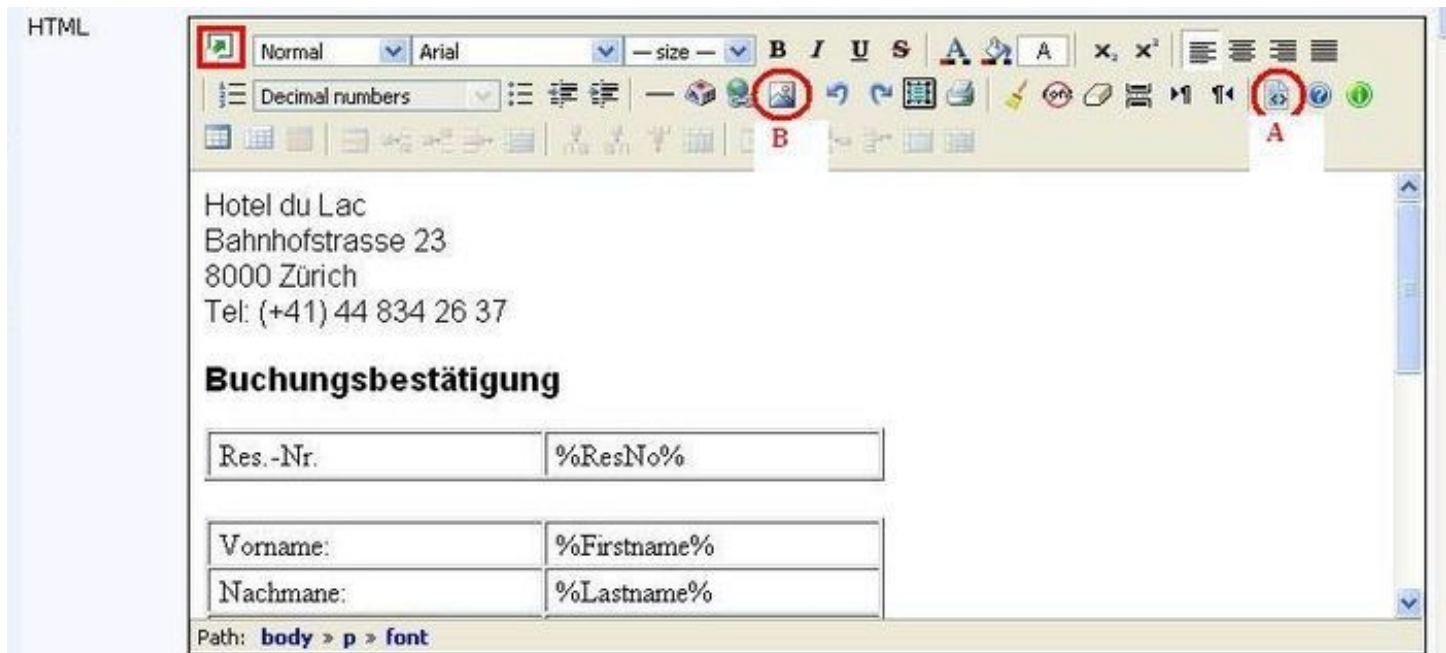 HTML
Normal Arial — size — B I U S A A x, x²
Decimal numbers
B A
Hotel du Lac
Bahnhofstrasse 23
8000 Zürich
Tel: (+41) 44 834 26 37
Buchungsbestätigung
Res.-Nr. %ResNo%
Vorname: %Firstname%
Nachmane: %Lastname%
Path: body » p » font